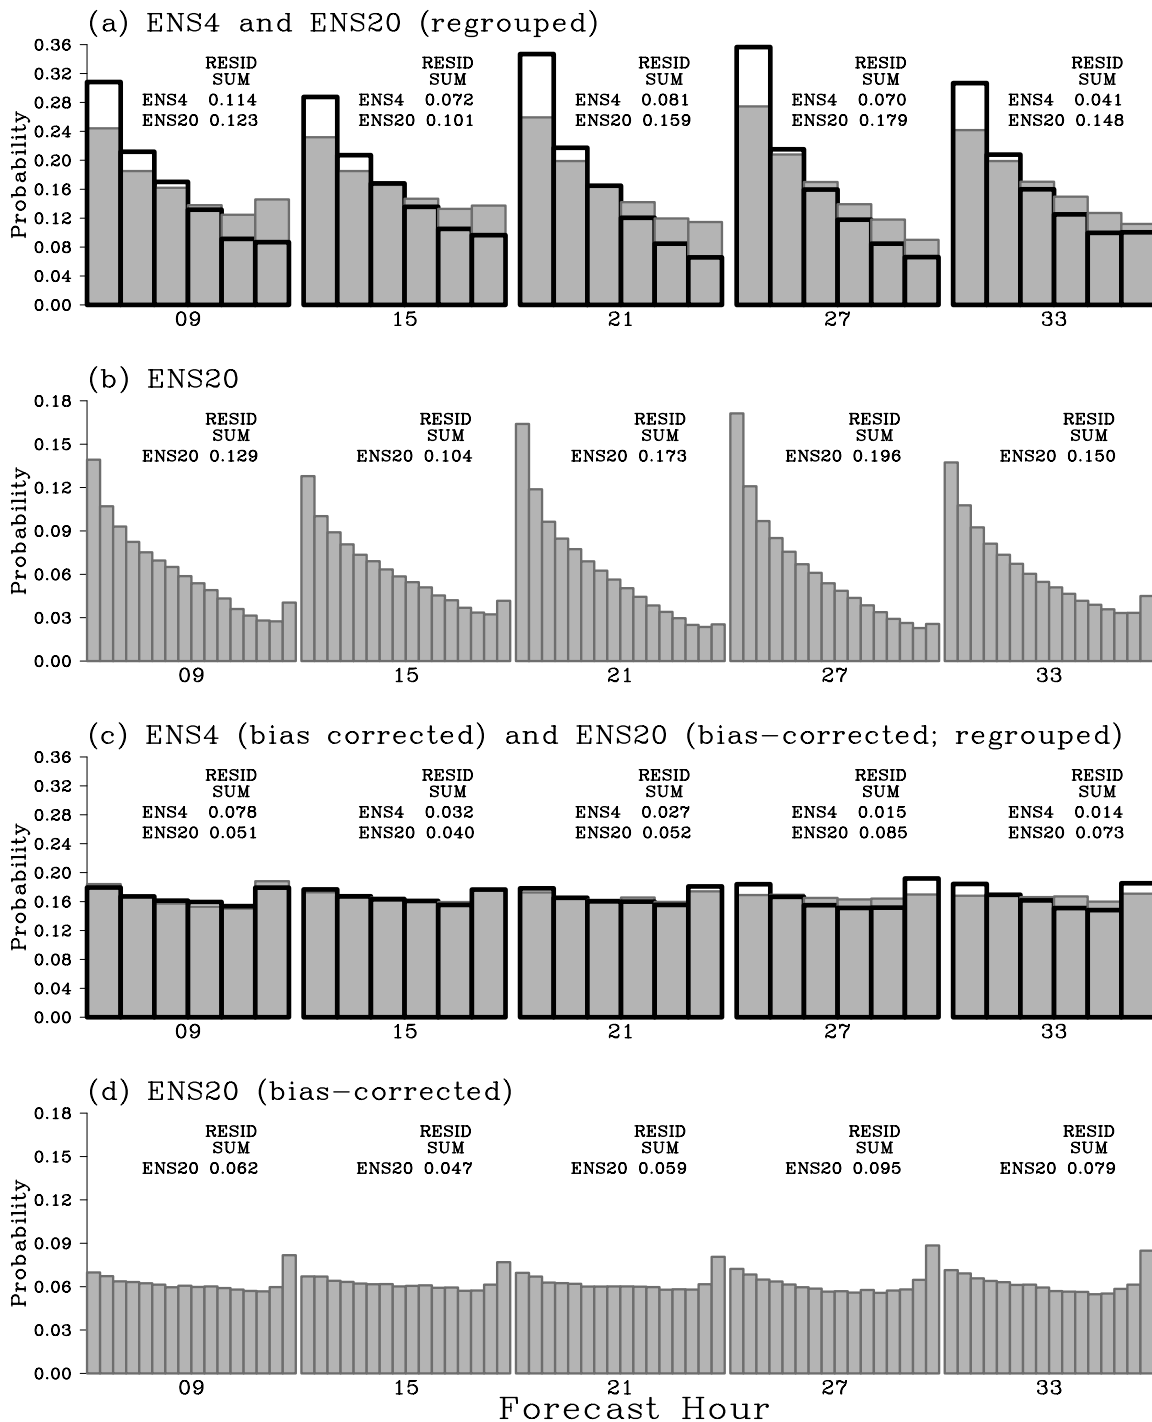 (a) ENS4 and ENS20 (regrouped)
Probability
0.36
0.32
0.28
0.24
0.20
0.16
0.12
0.08
0.04
0.00
RESID RESID RESID RESID RESID
SUM SUM SUM SUM SUM
ENS4 0.114 ENS4 0.072 ENS4 0.081 ENS4 0.070 ENS4 0.041
ENS20 0.123 ENS20 0.101 ENS20 0.159 ENS20 0.179 ENS20 0.148
09 15 21 27 33
(b) ENS20
Probability
0.18
0.15
0.12
0.09
0.06
0.03
0.00
RESID RESID RESID RESID RESID
SUM SUM SUM SUM SUM
ENS20 0.129 ENS20 0.104 ENS20 0.173 ENS20 0.196 ENS20 0.150
09 15 21 27 33
(c) ENS4 (bias corrected) and ENS20 (bias−corrected; regrouped)
Probability
0.36
0.32
0.28
0.24
0.20
0.16
0.12
0.08
0.04
0.00
RESID RESID RESID RESID RESID
SUM SUM SUM SUM SUM
ENS4 0.078 ENS4 0.032 ENS4 0.027 ENS4 0.015 ENS4 0.014
ENS20 0.051 ENS20 0.040 ENS20 0.052 ENS20 0.085 ENS20 0.073
09 15 21 27 33
(d) ENS20 (bias−corrected)
Probability
0.18
0.15
0.12
0.09
0.06
0.03
0.00
RESID RESID RESID RESID RESID
SUM SUM SUM SUM SUM
ENS20 0.062 ENS20 0.047 ENS20 0.059 ENS20 0.095 ENS20 0.079
09 15 21 27 33
Forecast Hour